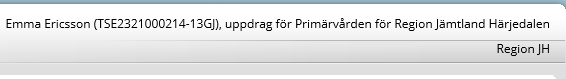 Emma Ericsson (TSE2321000214-13GJ), uppdrag för Primärvården för Region Jämtland Härjedalen
Region JH